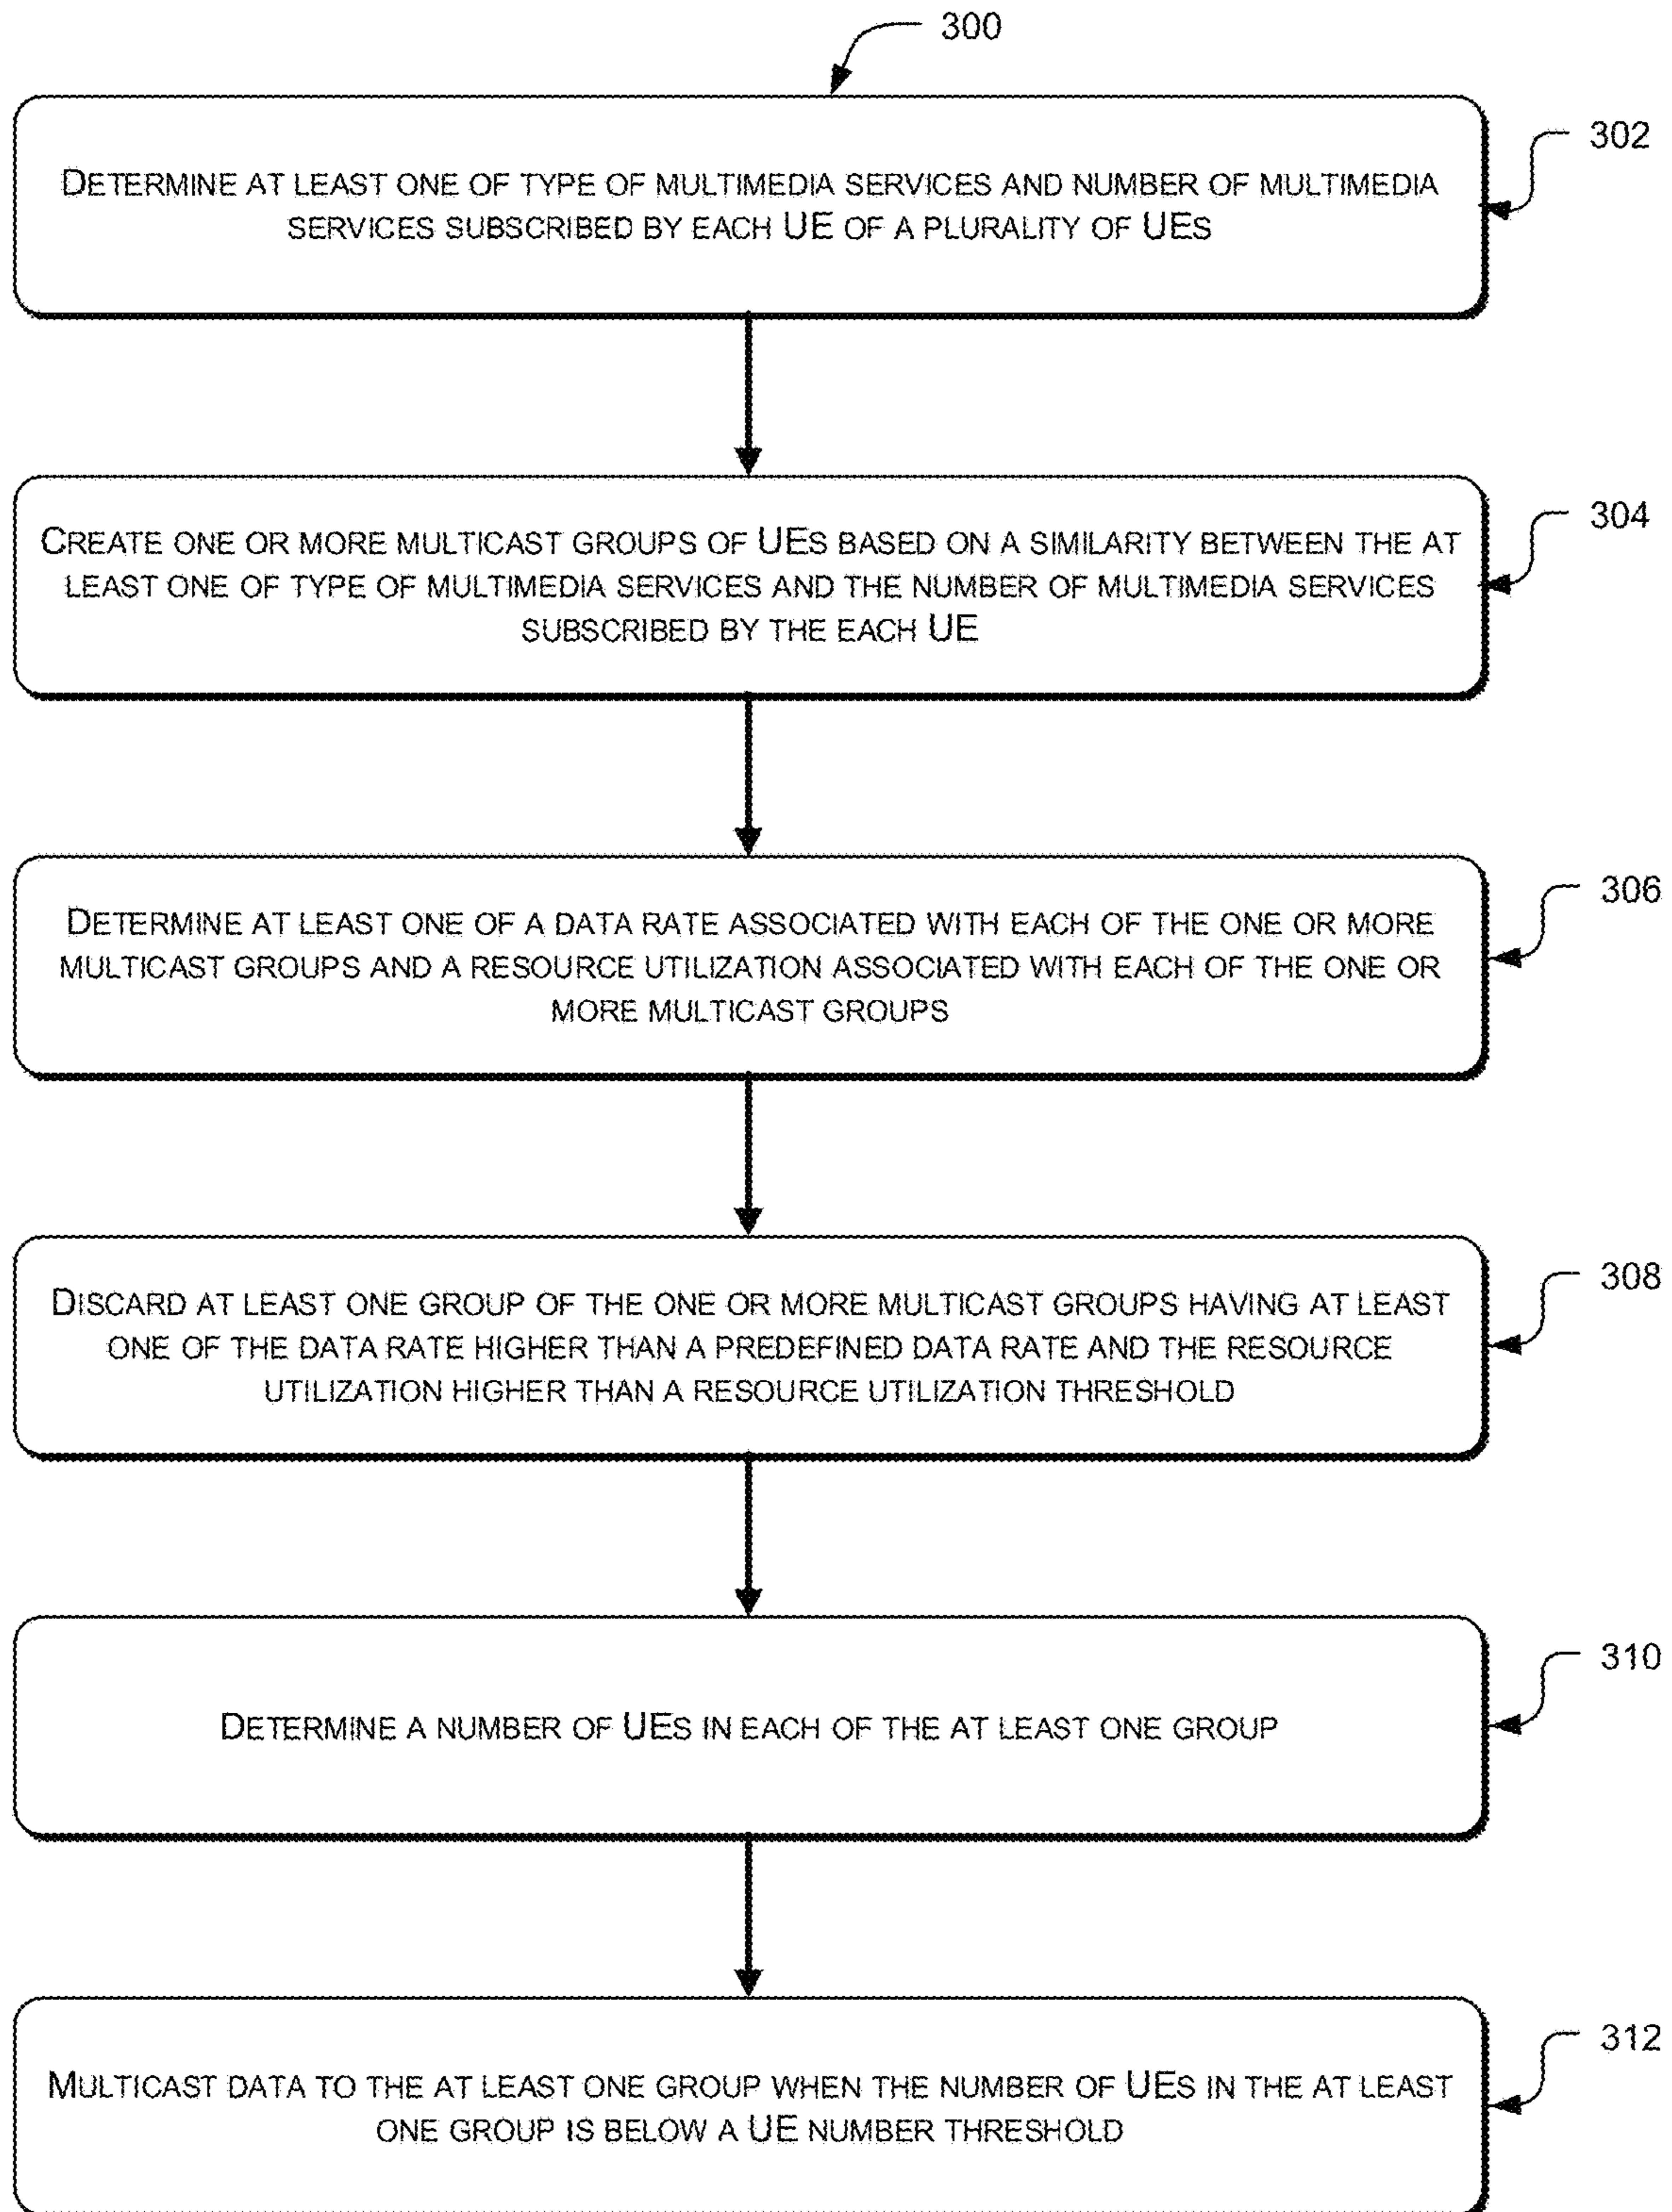 300
302
DETERMINE AT LEAST ONE OF TYPE OF MULTIMEDIA SERVICES AND NUMBER OF MULTIMEDIA
SERVICES SUBSCRIBED BY EACH UE OF A PLURALITY OF UES
304
CREATE ONE OR MORE MULTICAST GROUPS OF UES BASED ON A SIMILARITY BETWEEN THE AT
LEAST ONE OF TYPE OF MULTIMEDIA SERVICES AND THE NUMBER OF MULTIMEDIA SERVICES
SUBSCRIBED BY THE EACH UE
306
DETERMINE AT LEAST ONE OF A DATA RATE ASSOCIATED WITH EACH OF THE ONE OR MORE
MULTICAST GROUPS AND A RESOURCE UTILIZATION ASSOCIATED WITH EACH OF THE ONE OR
MORE MULTICAST GROUPS
308
DISCARD AT LEAST ONE GROUP OF THE ONE OR MORE MULTICAST GROUPS HAVING AT LEAST
ONE OF THE DATA RATE HIGHER THAN A PREDEFINED DATA RATE AND THE RESOURCE
UTILIZATION HIGHER THAN A RESOURCE UTILIZATION THRESHOLD
310
DETERMINE A NUMBER OF UES IN EACH OF THE AT LEAST ONE GROUP
312
MULTICAST DATA TO THE AT LEAST ONE GROUP WHEN THE NUMBER OF UES IN THE AT LEAST
ONE GROUP IS BELOW A UE NUMBER THRESHOLD